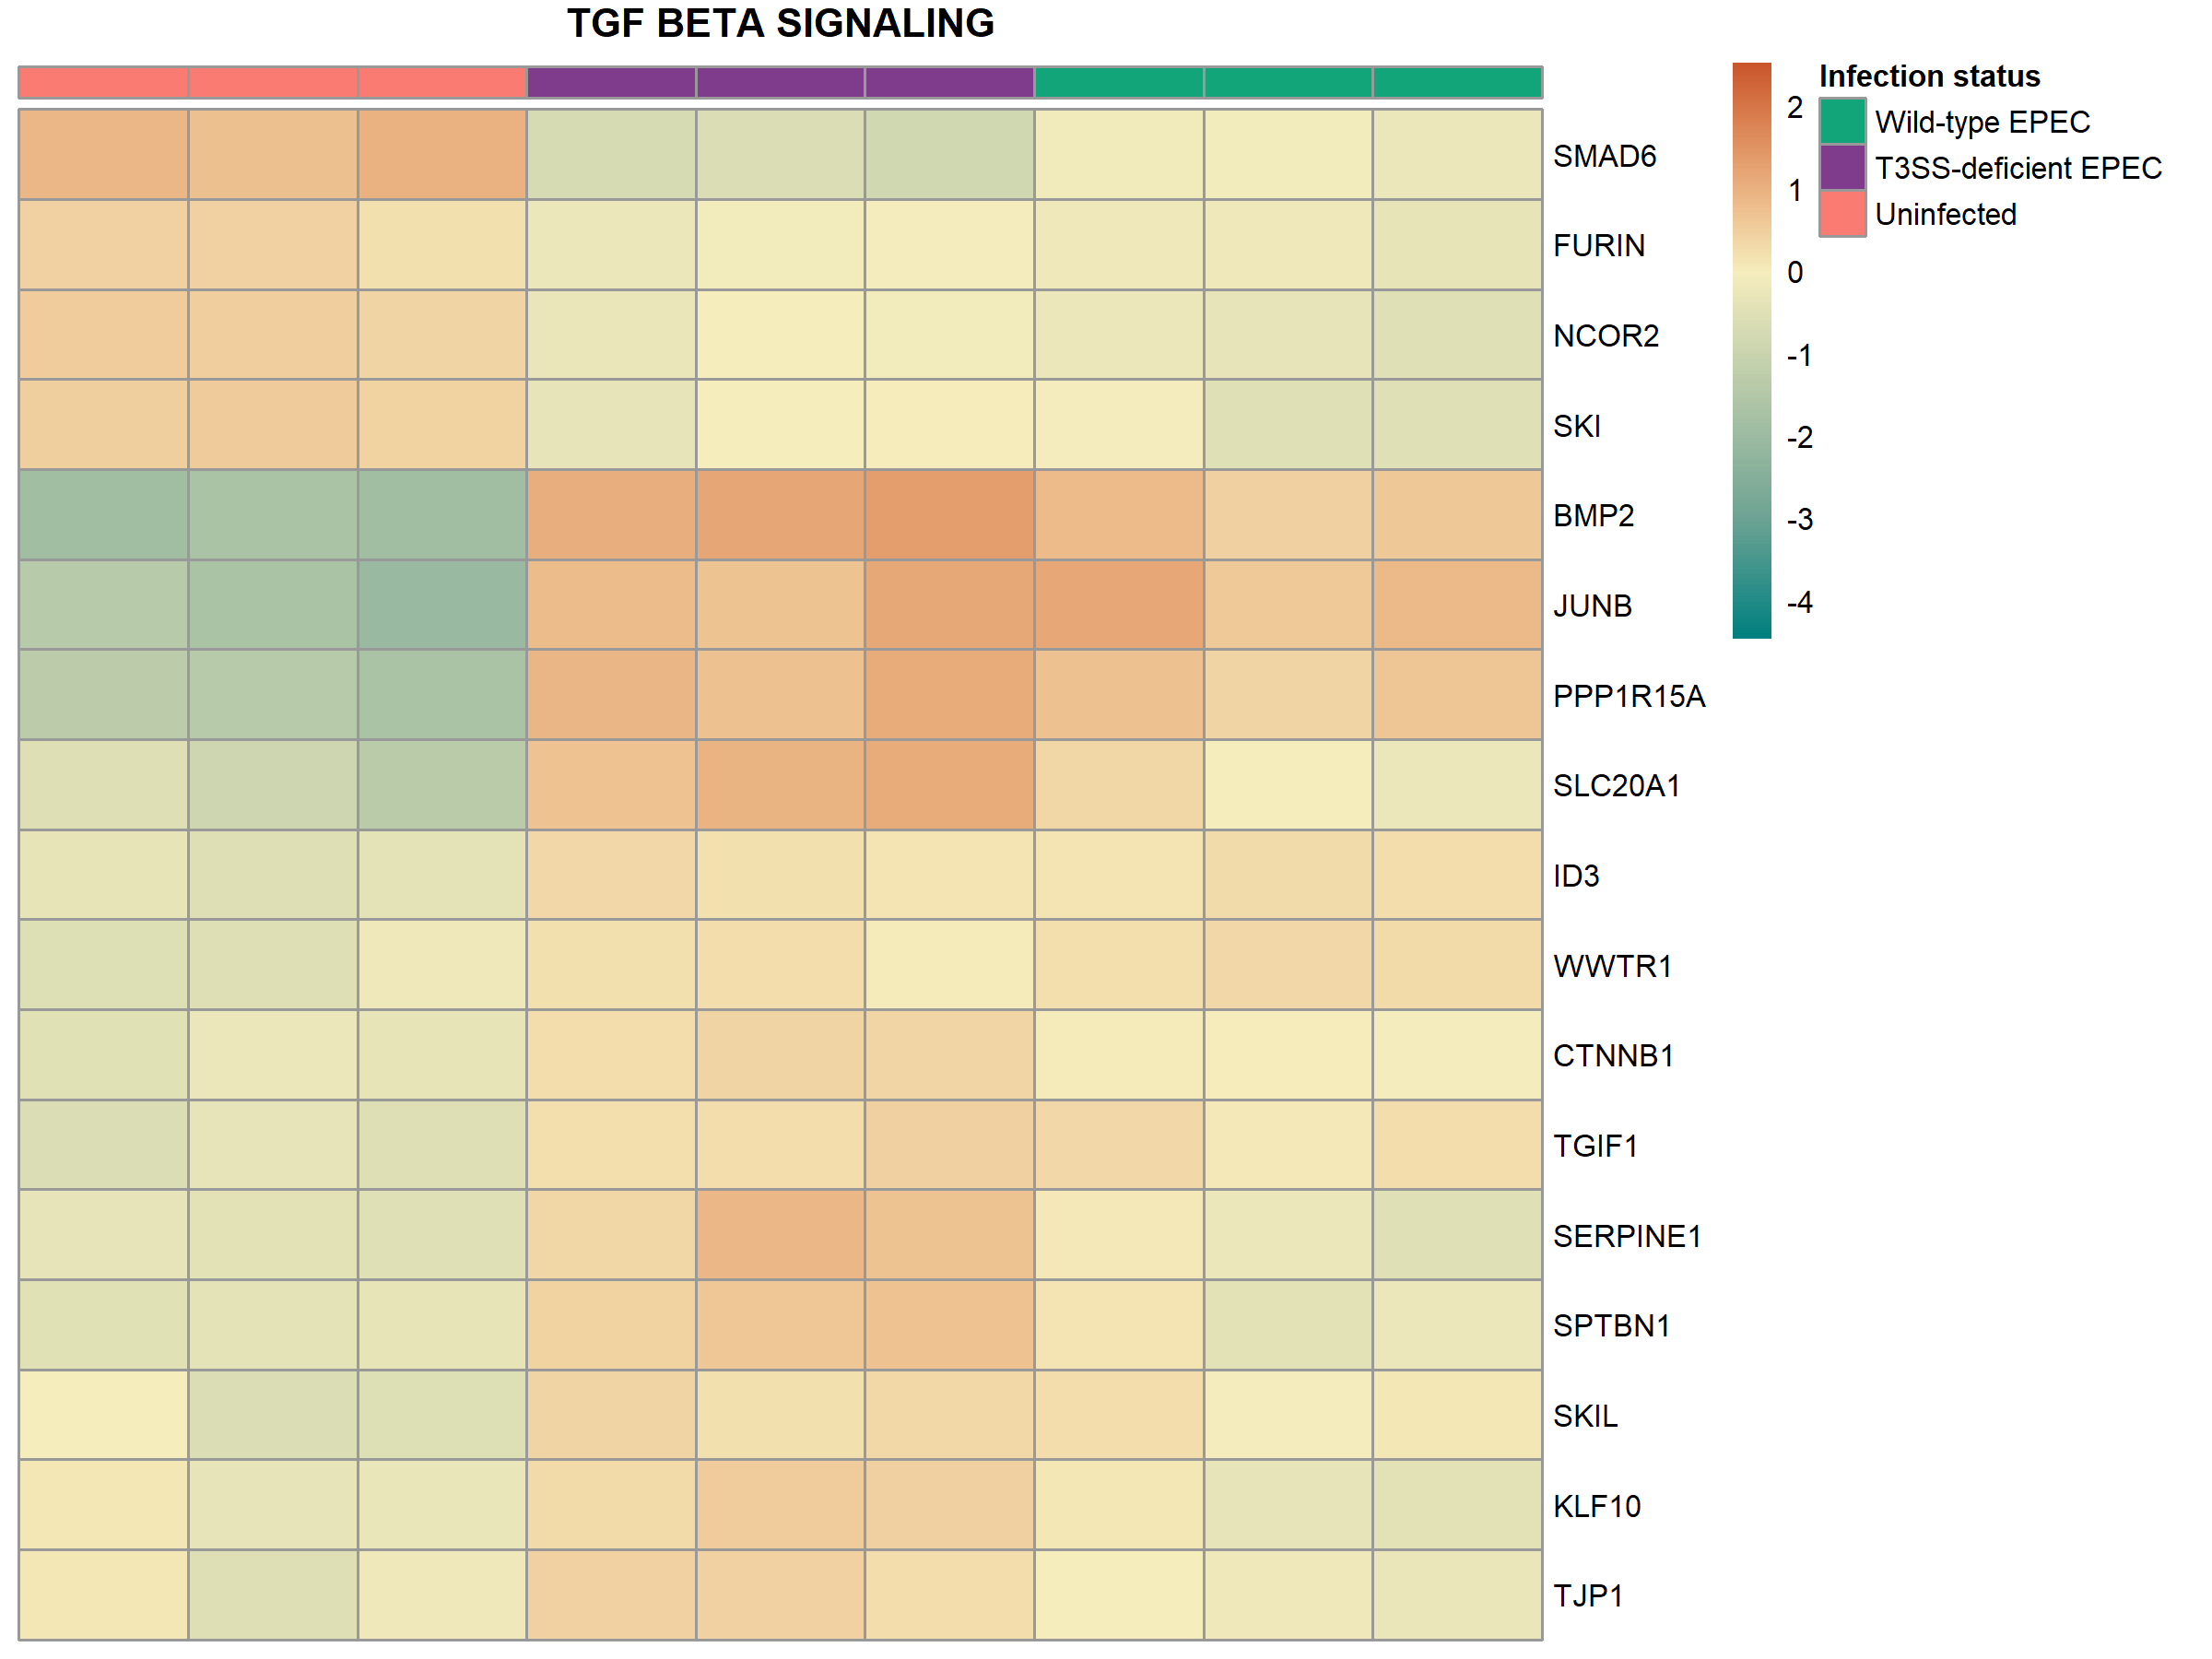 TGF BETA SIGNALING
SMAD6
FURIN
NCOR2
SKI
BMP2
JUNB
PPP1R15A
SLC20A1
ID3
WWTR1
CTNNB1
TGIF1
SERPINE1
SPTBN1
SKIL
KLF10
TJP1
2
1
0
-1
-2
-3
-4
Infection status
Wild-type EPEC
T3SS-deficient EPEC
Uninfected